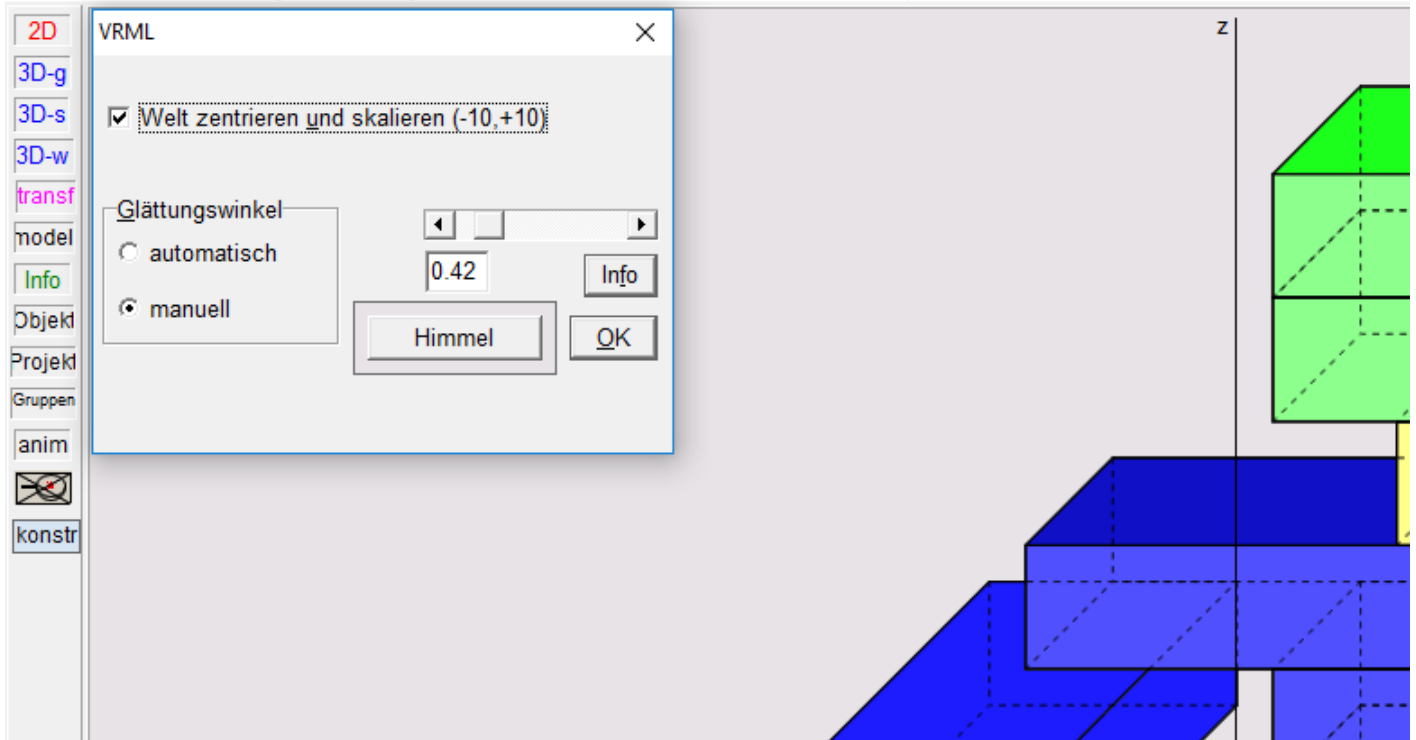 2D
3D-g
3D-s
3D-w
transf
model
Info
Objekt
Projekt
Gruppen
anim
konstr
VRML
Welt zentrieren und skalieren (-10,+10)
Glättungswinkel
automatisch
manuell
0.42
Info
Himmel
OK
z